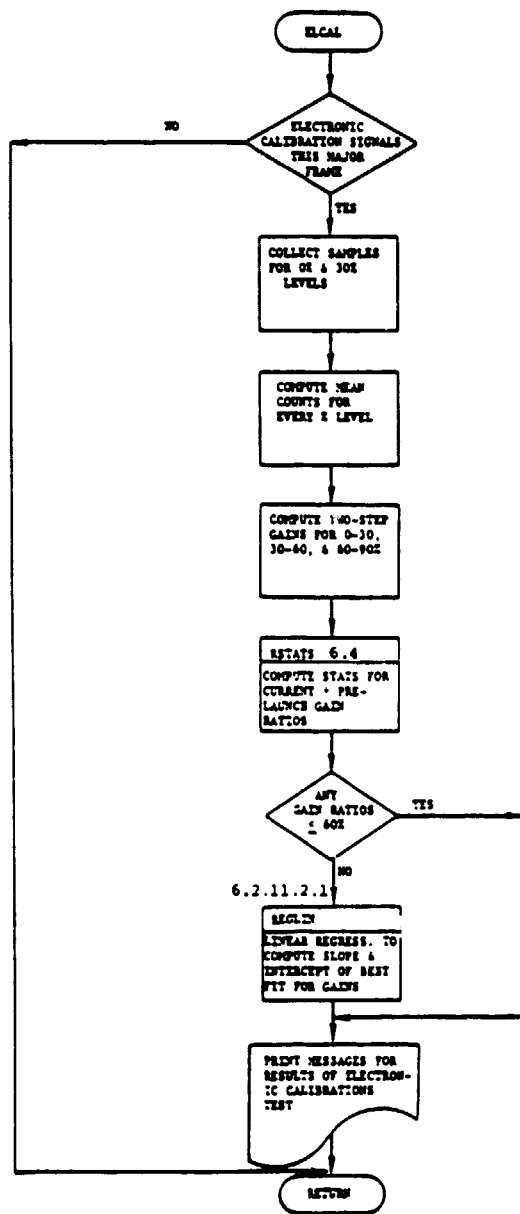 ELCAL
ELECTRONIC
CALIBRATION SIGNALS
THIS MAJOR
FRAME
NO
YES
COLLECT SAMPLES
FOR 0% & 30%
LEVELS
COMPUTE MEAN
COUNTS FOR
EVERY % LEVEL
COMPUTE TWO-STEP
GAINS FOR 0-30,
30-60, & 60-90%
RSTATS 6.4
COMPUTE STATS FOR
CURRENT + PRE-
LAUNCH GAIN
RATIOS
ANY
GAIN RATIOS
≤ 60%
YES
NO
6.2.11.2.1
REGLIN
LINEAR REGRESS. TO
COMPUTE SLOPE &
INTERCEPT OF BEST
FIT FOR GAINS
PRINT MESSAGES FOR
RESULTS OF ELECTRON-
IC CALIBRATIONS
TEST
RETURN